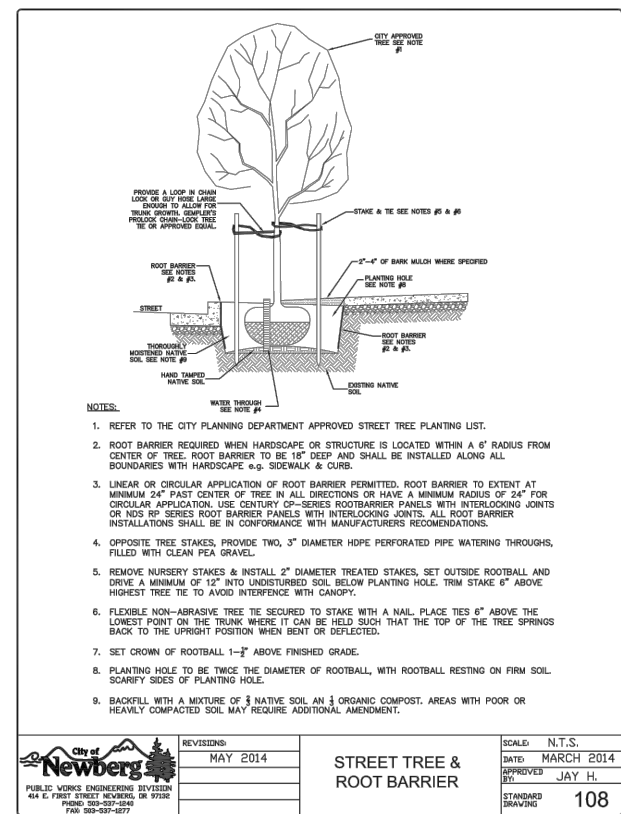 CITY APPROVED
TREE SEE NOTE
#1
PROVIDE A LOOP IN CHAIN
LOCK OR GUY HOSE LARGE
ENOUGH TO ALLOW FOR
TRUNK GROWTH. GEMPLER'S
PROLOCK CHAIN-LOCK TREE
TIE OR APPROVED EQUAL.
STAKE & TIE SEE NOTES #5 & #6
2"-4" OF BARK MULCH WHERE SPECIFIED
ROOT BARRIER
SEE NOTES
#2 & #3.
PLANTING HOLE
SEE NOTE #8
STREET
ROOT BARRIER
SEE NOTES
#2 & #3.
THOROUGHLY
MOISTENED NATIVE
SOIL SEE NOTE #9
HAND TAMPED
NATIVE SOIL
EXISTING NATIVE
SOIL
WATER THROUGH
SEE NOTE #4
NOTES:
1. REFER TO THE CITY PLANNING DEPARTMENT APPROVED STREET TREE PLANTING LIST.
2. ROOT BARRIER REQUIRED WHEN HARDSCAPE OR STRUCTURE IS LOCATED WITHIN A 6' RADIUS FROM
CENTER OF TREE. ROOT BARRIER TO BE 18" DEEP AND SHALL BE INSTALLED ALONG ALL
BOUNDARIES WITH HARDSCAPE e.g. SIDEWALK & CURB.
3. LINEAR OR CIRCULAR APPLICATION OF ROOT BARRIER PERMITTED. ROOT BARRIER TO EXTENT AT
MINIMUM 24" PAST CENTER OF TREE IN ALL DIRECTIONS OR HAVE A MINIMUM RADIUS OF 24" FOR
CIRCULAR APPLICATION. USE CENTURY CP-SERIES ROOTBARRIER PANELS WITH INTERLOCKING JOINTS
OR NDS RP SERIES ROOT BARRIER PANELS WITH INTERLOCKING JOINTS. ALL ROOT BARRIER
INSTALLATIONS SHALL BE IN CONFORMANCE WITH MANUFACTURERS RECOMENDATIONS.
4. OPPOSITE TREE STAKES, PROVIDE TWO, 3" DIAMETER HDPE PERFORATED PIPE WATERING THROUGHS,
FILLED WITH CLEAN PEA GRAVEL.
5. REMOVE NURSERY STAKES & INSTALL 2" DIAMETER TREATED STAKES, SET OUTSIDE ROOTBALL AND
DRIVE A MINIMUM OF 12" INTO UNDISTURBED SOIL BELOW PLANTING HOLE. TRIM STAKE 6" ABOVE
HIGHEST TREE TIE TO AVOID INTERFENCE WITH CANOPY.
6. FLEXIBLE NON-ABRASIVE TREE TIE SECURED TO STAKE WITH A NAIL. PLACE TIES 6" ABOVE THE
LOWEST POINT ON THE TRUNK WHERE IT CAN BE HELD SUCH THAT THE TOP OF THE TREE SPRINGS
BACK TO THE UPRIGHT POSITION WHEN BENT OR DEFLECTED.
7. SET CROWN OF ROOTBALL 1-1/2" ABOVE FINISHED GRADE.
8. PLANTING HOLE TO BE TWICE THE DIAMETER OF ROOTBALL, WITH ROOTBALL RESTING ON FIRM SOIL.
SCARIFY SIDES OF PLANTING HOLE.
9. BACKFILL WITH A MIXTURE OF 2/3 NATIVE SOIL AN 1/3 ORGANIC COMPOST. AREAS WITH POOR OR
HEAVILY COMPACTED SOIL MAY REQUIRE ADDITIONAL AMENDMENT.
City of
Newberg
PUBLIC WORKS ENGINEERING DIVISION
414 E. FIRST STREET NEWBERG, OR 97132
PHONE: 503-537-1240
FAX: 503-537-1277
REVISIONS:
MAY 2014
STREET TREE &
ROOT BARRIER
SCALE: N.T.S.
DATE: MARCH 2014
APPROVED
BY: JAY H.
STANDARD
DRAWING 108